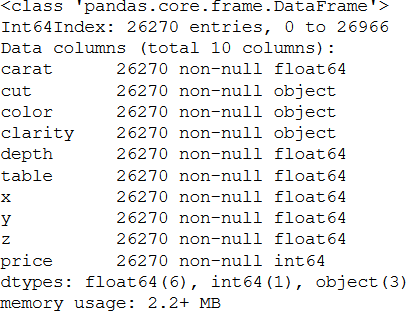 <class 'pandas.core.frame.DataFrame'>
Int64Index: 26270 entries, 0 to 26966
Data columns (total 10 columns):
carat      26270 non-null float64
cut        26270 non-null object
color      26270 non-null object
clarity    26270 non-null object
depth      26270 non-null float64
table      26270 non-null float64
x          26270 non-null float64
y          26270 non-null float64
z          26270 non-null float64
price      26270 non-null int64
dtypes: float64(6), int64(1), object(3)
memory usage: 2.2+ MB